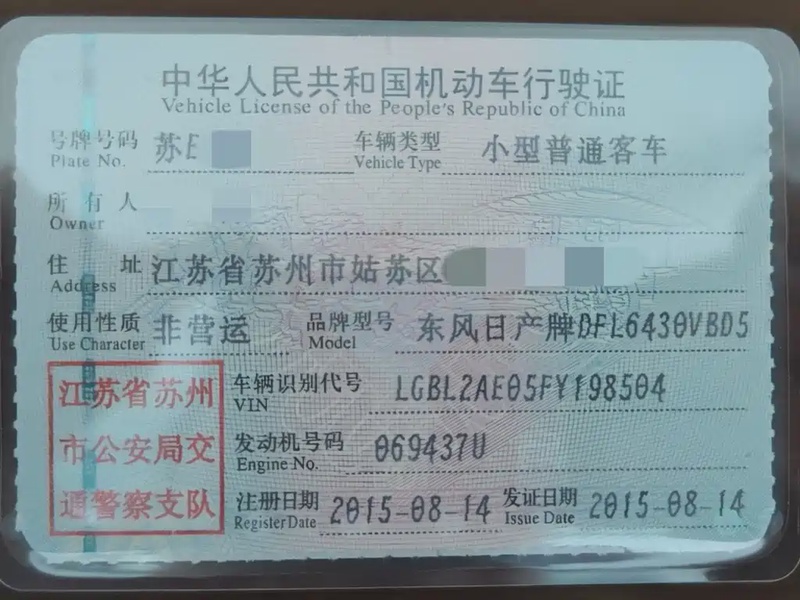 中华人民共和国机动车行驶证
Vehicle License of the People's Republic of China
号牌号码 苏E 车辆类型 小型普通客车
Plate No. Vehicle Type
所有人
Owner
住址 江苏省苏州市姑苏区
Address
使用性质 非营运 品牌型号 东风日产牌DFL6430VBD5
Use Character Model
江苏省苏州 车辆识别代号 LGBL2AE05FY198504
VIN
市公安局交 发动机号码 069437U
Engine No.
通警察支队 注册日期 2015-08-14 发证日期 2015-08-14
Register Date Issue Date